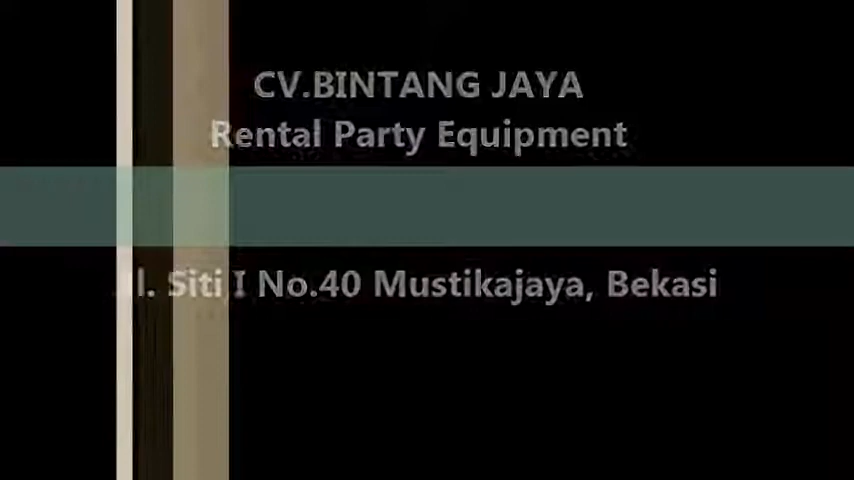 CV.BINTANG JAYA
Rental Party Equipment
l. Siti I No.40 Mustikajaya, Bekasi